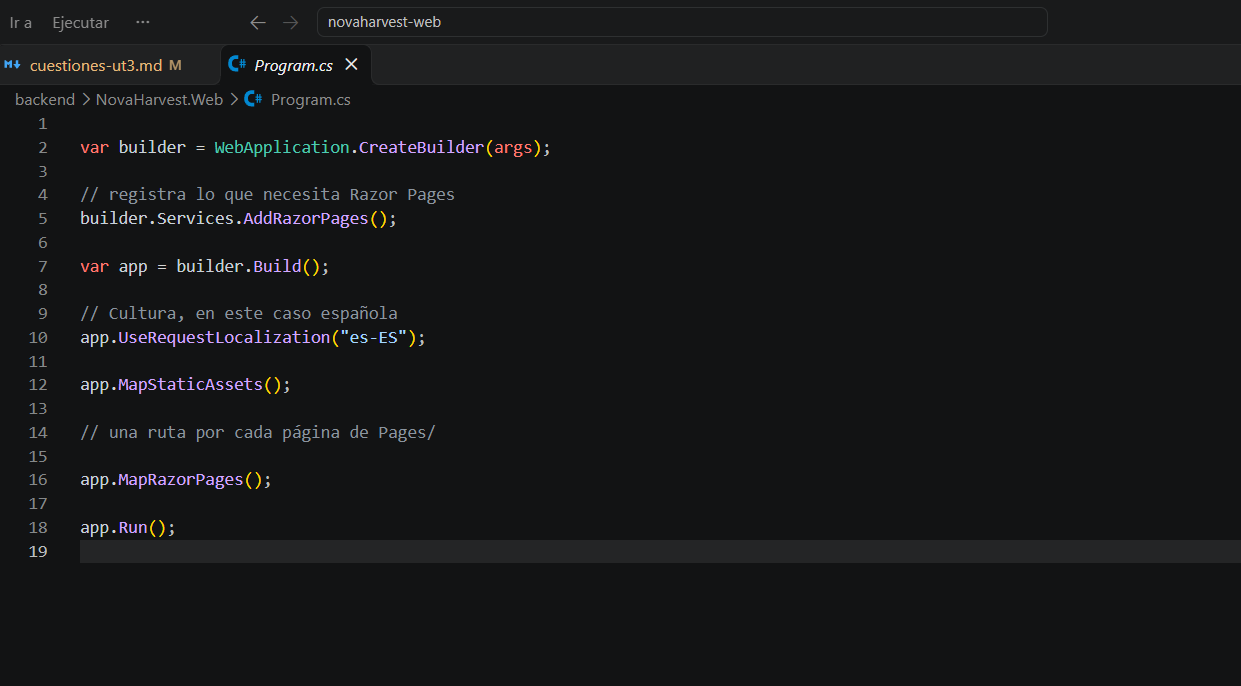 Ir a Ejecutar ··· novaharvest-web
cuestiones-ut3.md M Program.cs
backend > NovaHarvest.Web > Program.cs
1
2 var builder = WebApplication.CreateBuilder(args);
3
4 // registra lo que necesita Razor Pages
5 builder.Services.AddRazorPages();
6
7 var app = builder.Build();
8
9 // Cultura, en este caso española
10 app.UseRequestLocalization("es-ES");
11
12 app.MapStaticAssets();
13
14 // una ruta por cada página de Pages/
15
16 app.MapRazorPages();
17
18 app.Run();
19